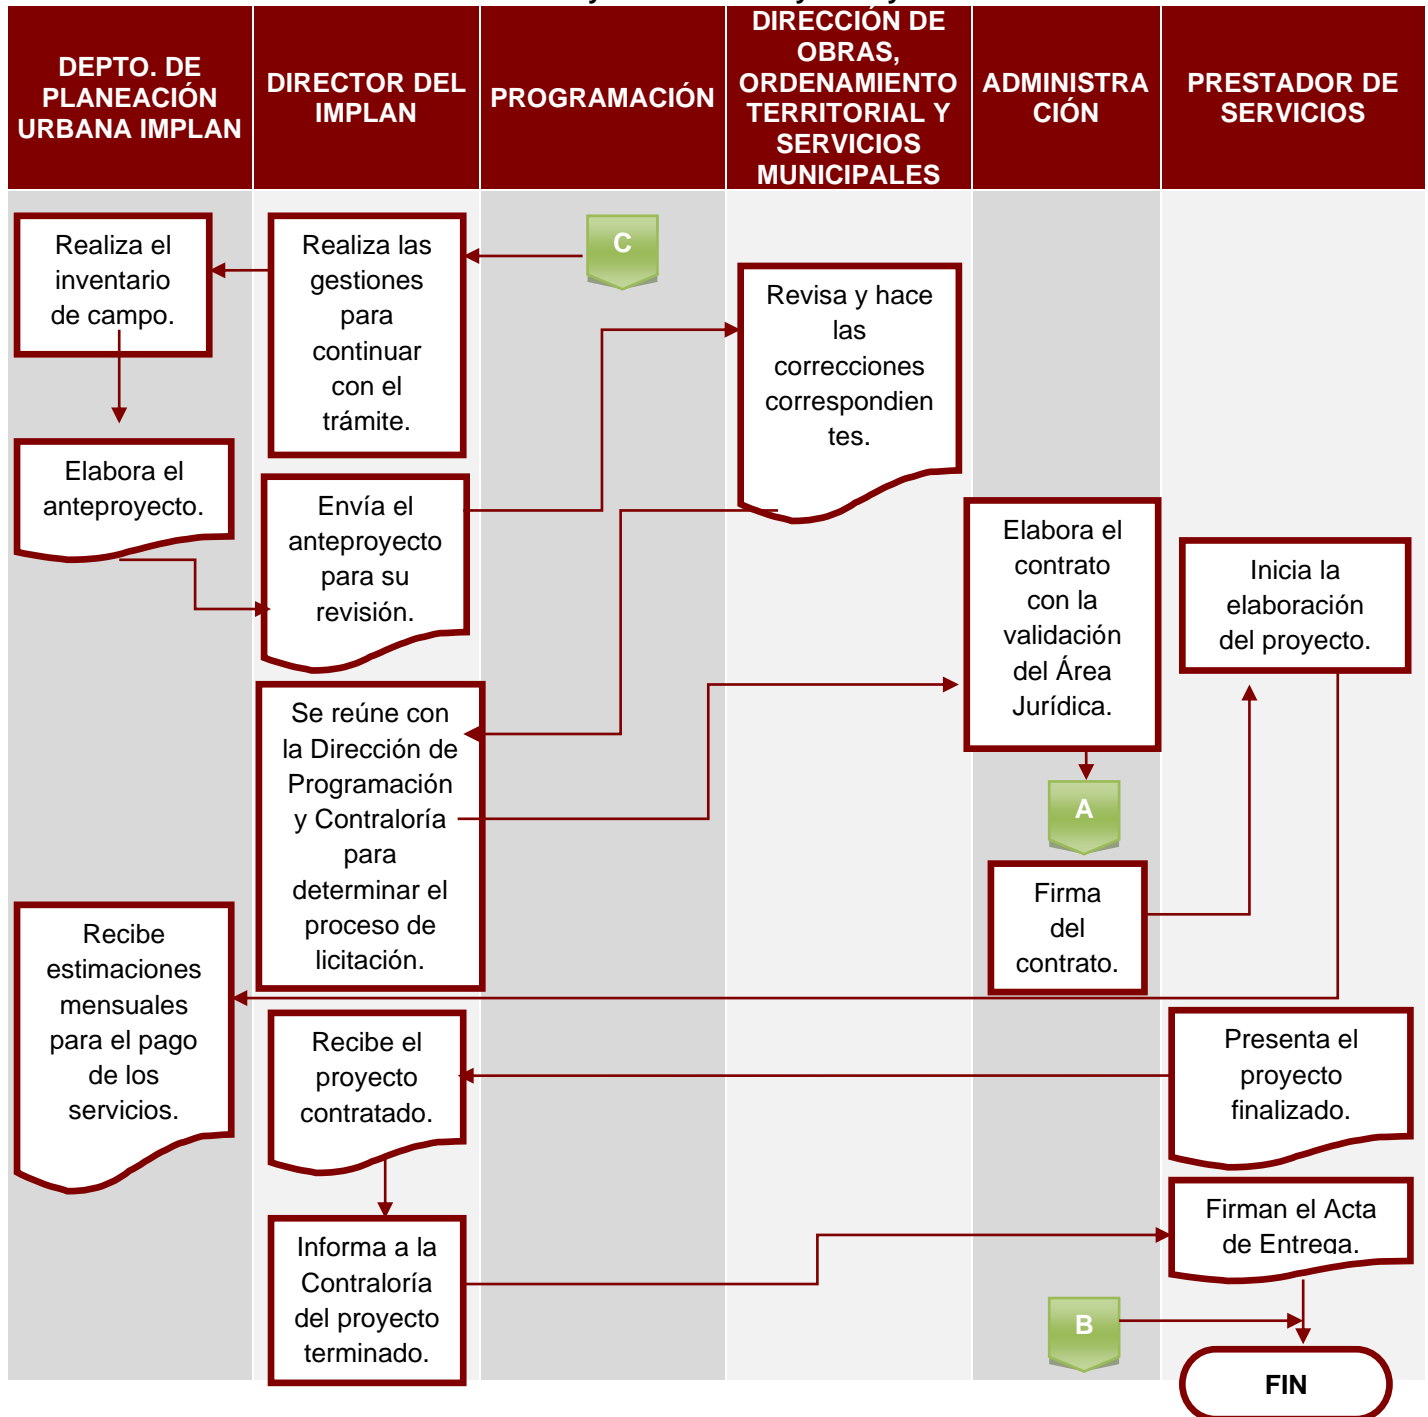 DEPTO. DE
PLANEACIÓN
URBANA IMPLAN
DIRECTOR DEL
IMPLAN
PROGRAMACIÓN
DIRECCIÓN DE
OBRAS,
ORDENAMIENTO
TERRITORIAL Y
SERVICIOS
MUNICIPALES
ADMINISTRA
CIÓN
PRESTADOR DE
SERVICIOS
Realiza el
inventario
de campo.
Realiza las
gestiones
para
continuar
con el
trámite.
C
Revisa y hace
las
correcciones
correspondien
tes.
Elabora el
anteproyecto.
Envía el
anteproyecto
para su
revisión.
Elabora el
contrato
con la
validación
del Área
Jurídica.
Inicia la
elaboración
del proyecto.
Se reúne con
la Dirección de
Programación
y Contraloría
para
determinar el
proceso de
licitación.
A
Firma
del
contrato.
Recibe
estimaciones
mensuales
para el pago
de los
servicios.
Recibe el
proyecto
contratado.
Presenta el
proyecto
finalizado.
Informa a la
Contraloría
del proyecto
terminado.
Firman el Acta
de Entrega.
B
FIN